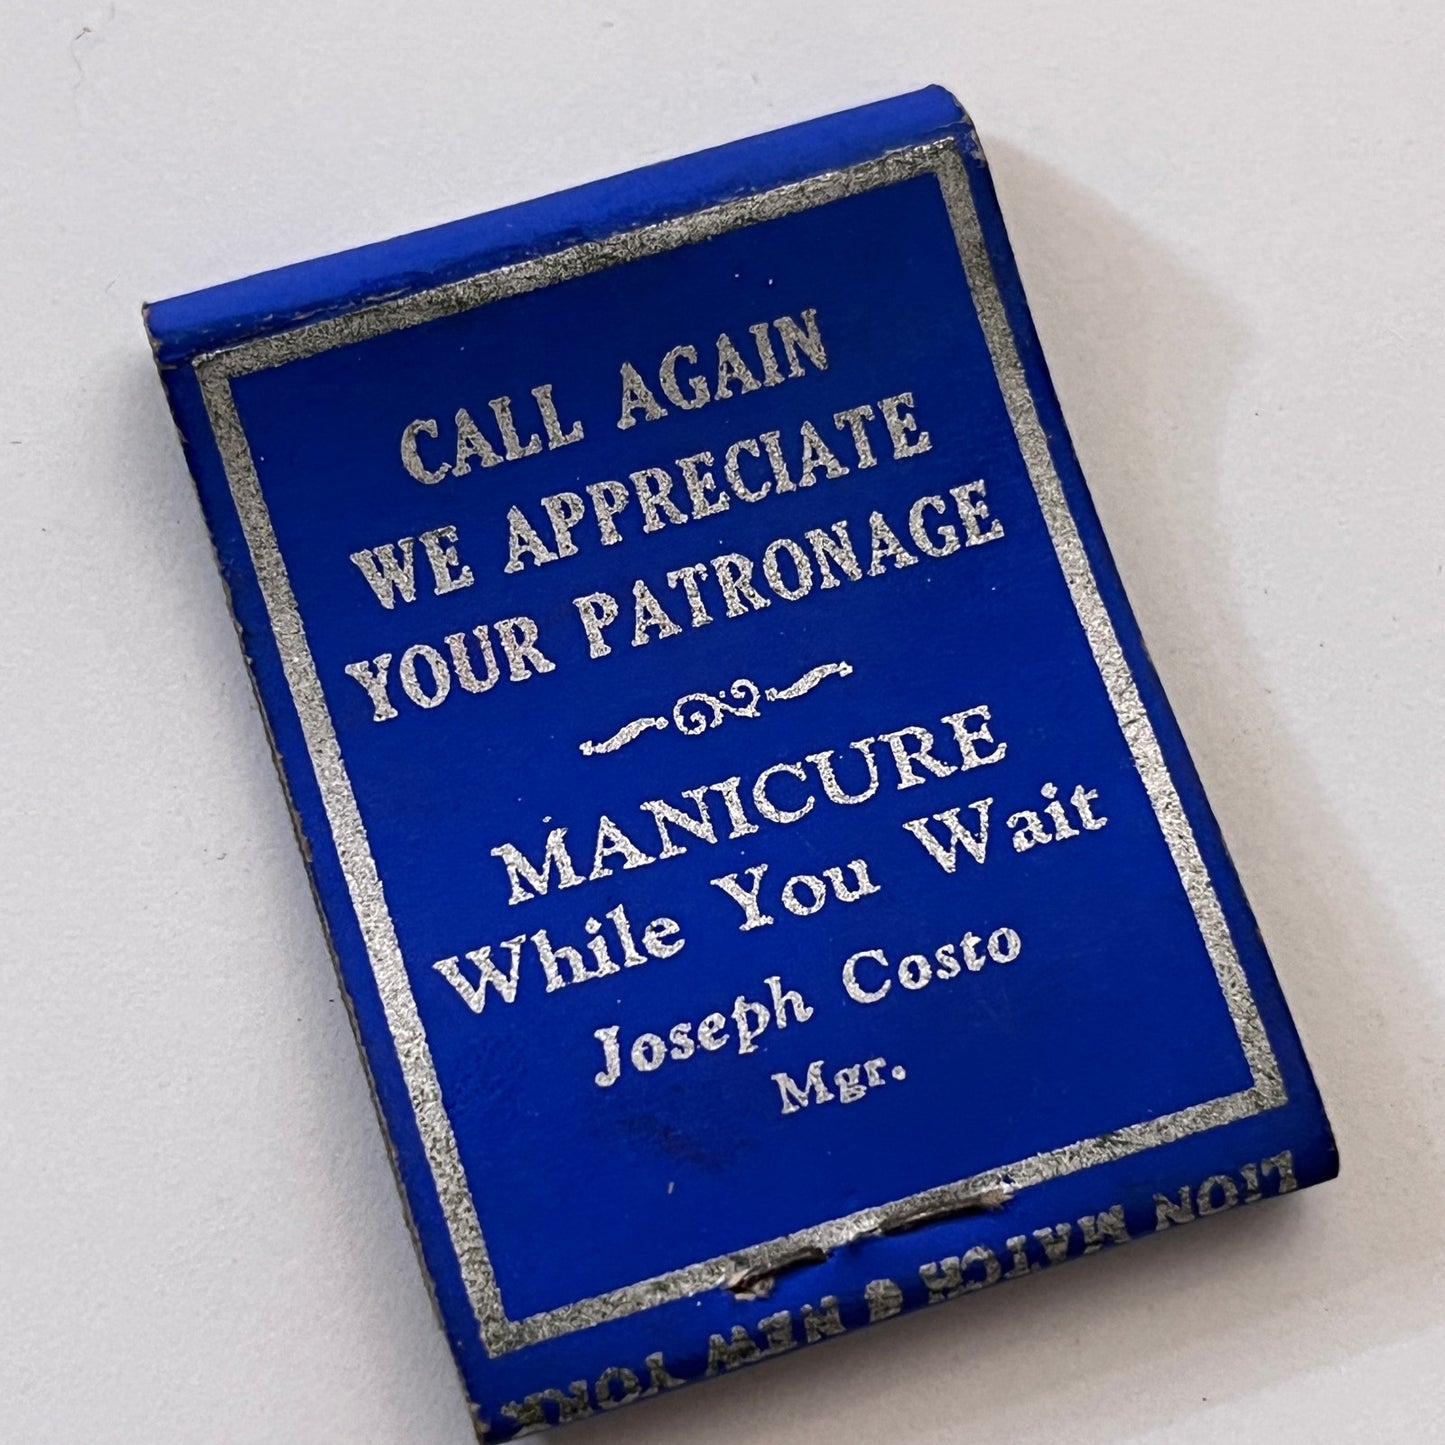 CALL AGAIN
WE APPRECIATE
YOUR PATRONAGE
MANICURE
While You Wait
Joseph Costo
Mgr.
LION MATCH • NEW YORK